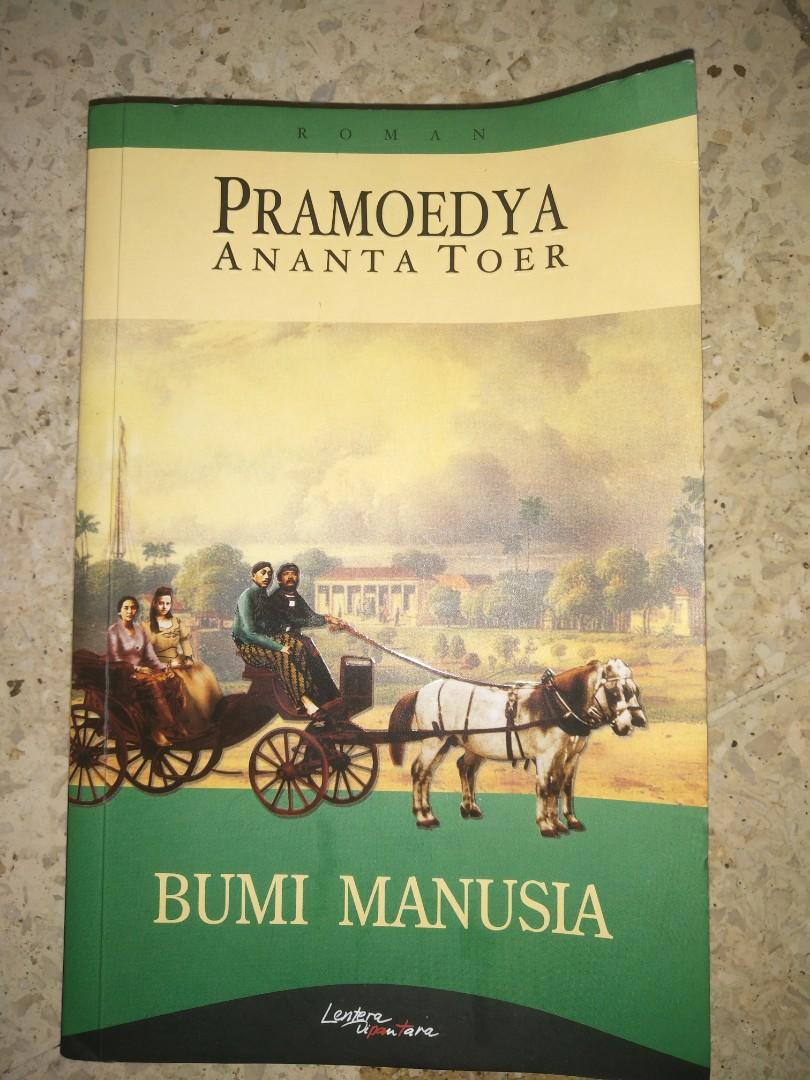 ROMAN
PRAMOEDYA
ANANTA TOER
BUMI MANUSIA
Lentera
Dipantara